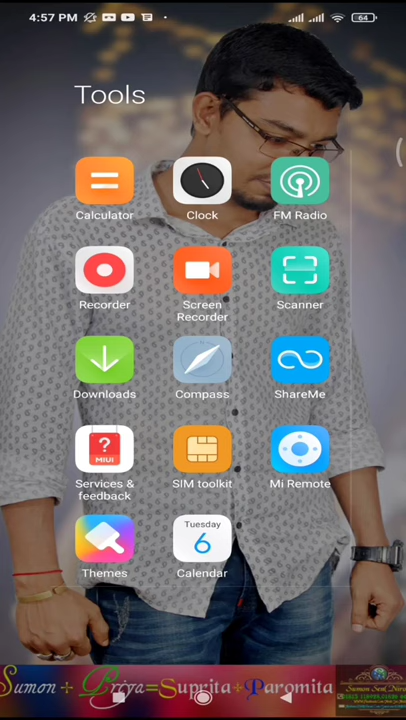 4:57 PM 64
Tools
Calculator Clock FM Radio
Recorder Screen Recorder Scanner
Downloads Compass ShareMe
?
MIUI
Services & feedback SIM toolkit Mi Remote
Tuesday
6
Themes Calendar
Sumon ÷ Priya=Suprita÷Paromita